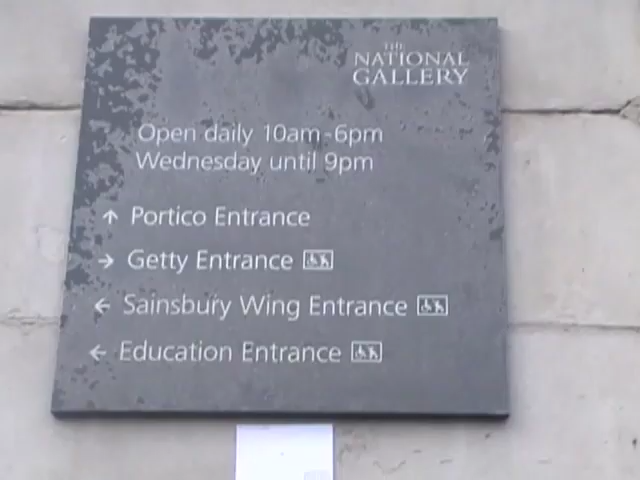 THE
NATIONAL
GALLERY
Open daily 10am-6pm
Wednesday until 9pm
↑ Portico Entrance
→ Getty Entrance
← Sainsbury Wing Entrance
← Education Entrance